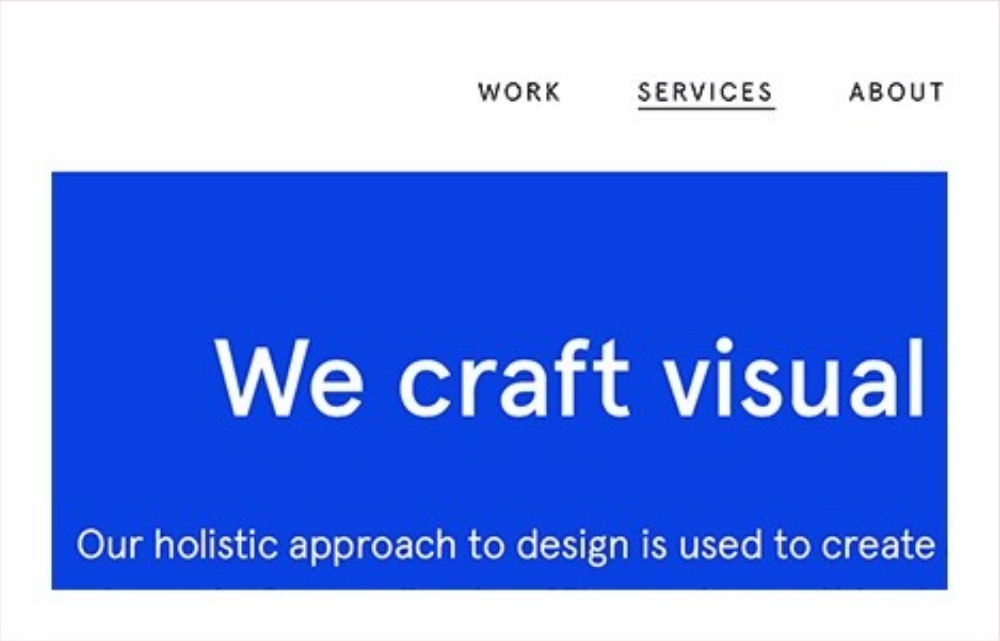 WORK SERVICES ABOUT
We craft visual
Our holistic approach to design is used to create